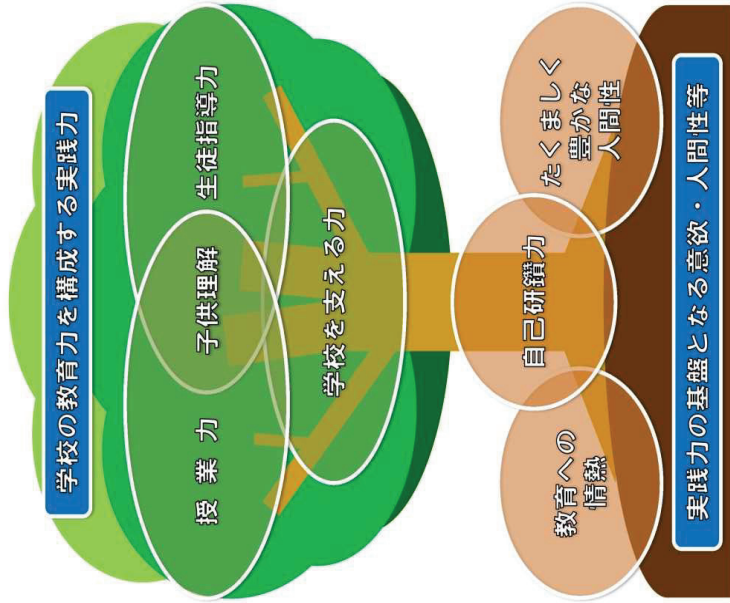 学校の教育力を構成する実践力
授業力
子供理解
生徒指導力
学校を支える力
自己研鑽力
教育への
情熱
たくましく
豊かな
人間性
実践力の基盤となる意欲・人間性等